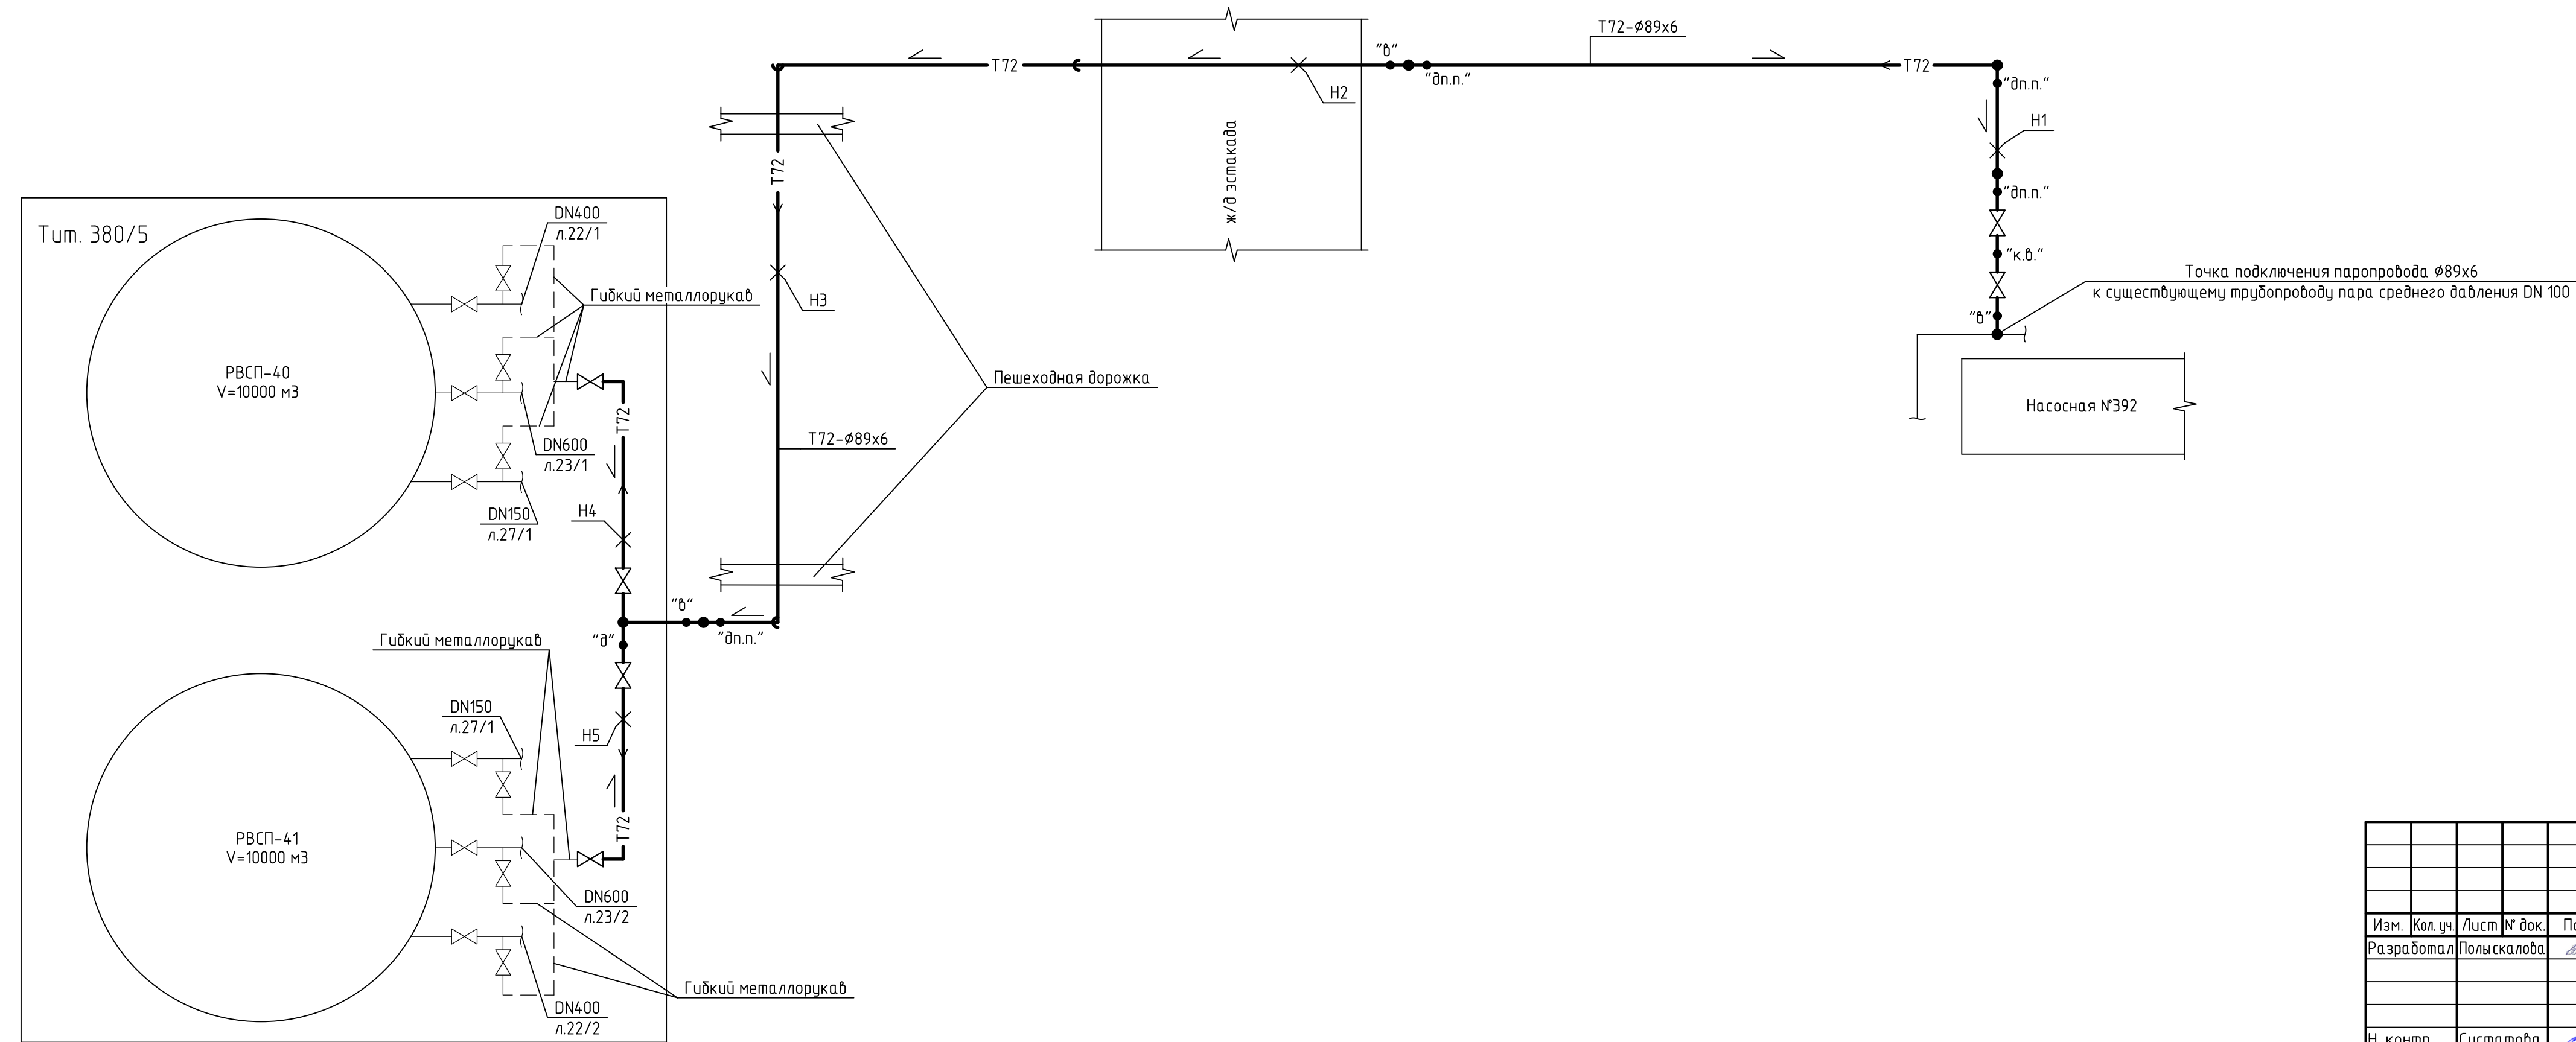 Т72-Ø89х6
"в"
Т72
Т72
"дп.п."
"дп.п."
Н2
Н1
ж/д эстакада
Т72
"дп.п."
Тит. 380/5
DN400
л.22/1
"к.в."
Точка подключения паропровода Ø89х6
к существующему трубопроводу пара среднего давления DN 100
Гибкий металлорукав
Н3
"в"
РВСП-40
V=10000 м3
Пешеходная дорожка
Насосная №392
Т72
DN600
л.23/1
Т72-Ø89х6
DN150
л.27/1
Н4
"в"
"д"
"дп.п."
Гибкий металлорукав
DN150
л.27/1
Н5
Т72
РВСП-41
V=10000 м3
DN600
л.23/2
Гибкий металлорукав
DN400
л.22/2
Изм. Кол. уч. Лист № док.
Разработал Полыскалова
Н. контр.